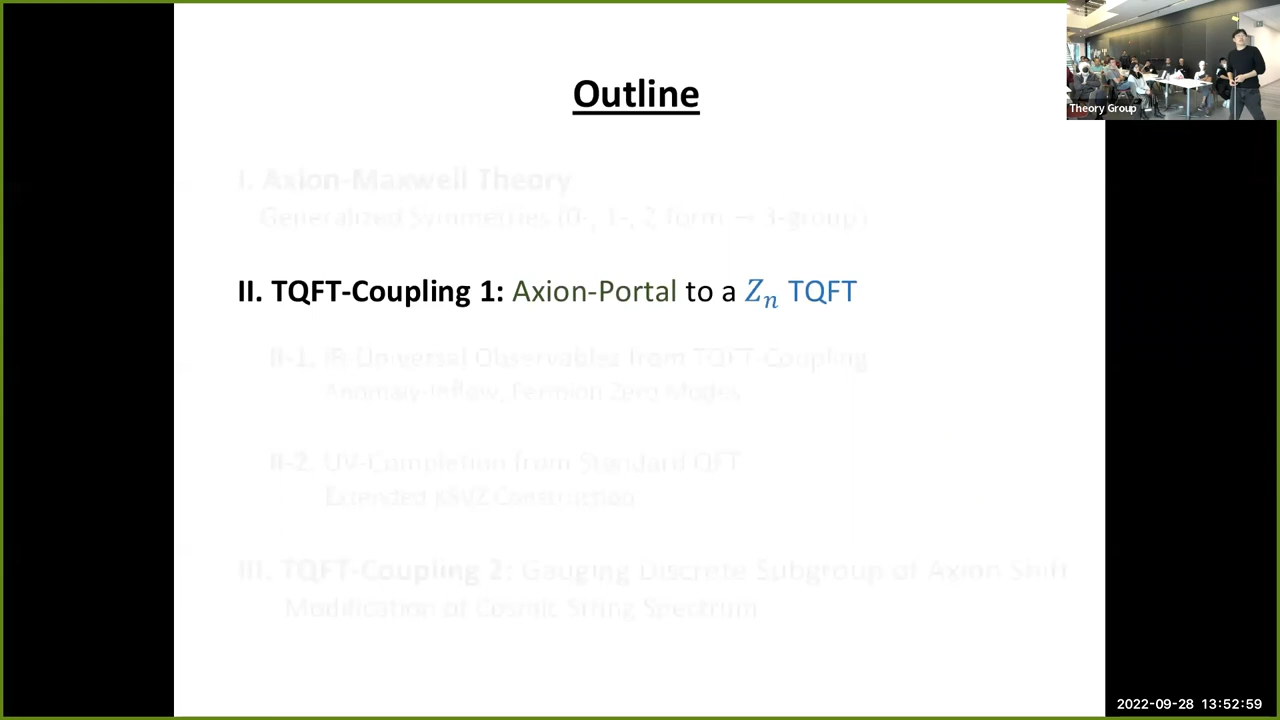 Outline
I. Axion-Maxwell Theory
Generalized Symmetries (0-, 1-, 2 form → 3-group)
II. TQFT-Coupling 1: Axion-Portal to a Zₙ TQFT
II-1. IR Universal Observables from TQFT-Coupling
Anomaly-Inflow, Fermion Zero Modes
II-2. UV-Completion from Standard QFT
Extended KSVZ Construction
III. TQFT-Coupling 2: Gauging Discrete Subgroup of Axion Shift
Modification of Cosmic String Spectrum
Theory Group
2022-09-28 13:52:59